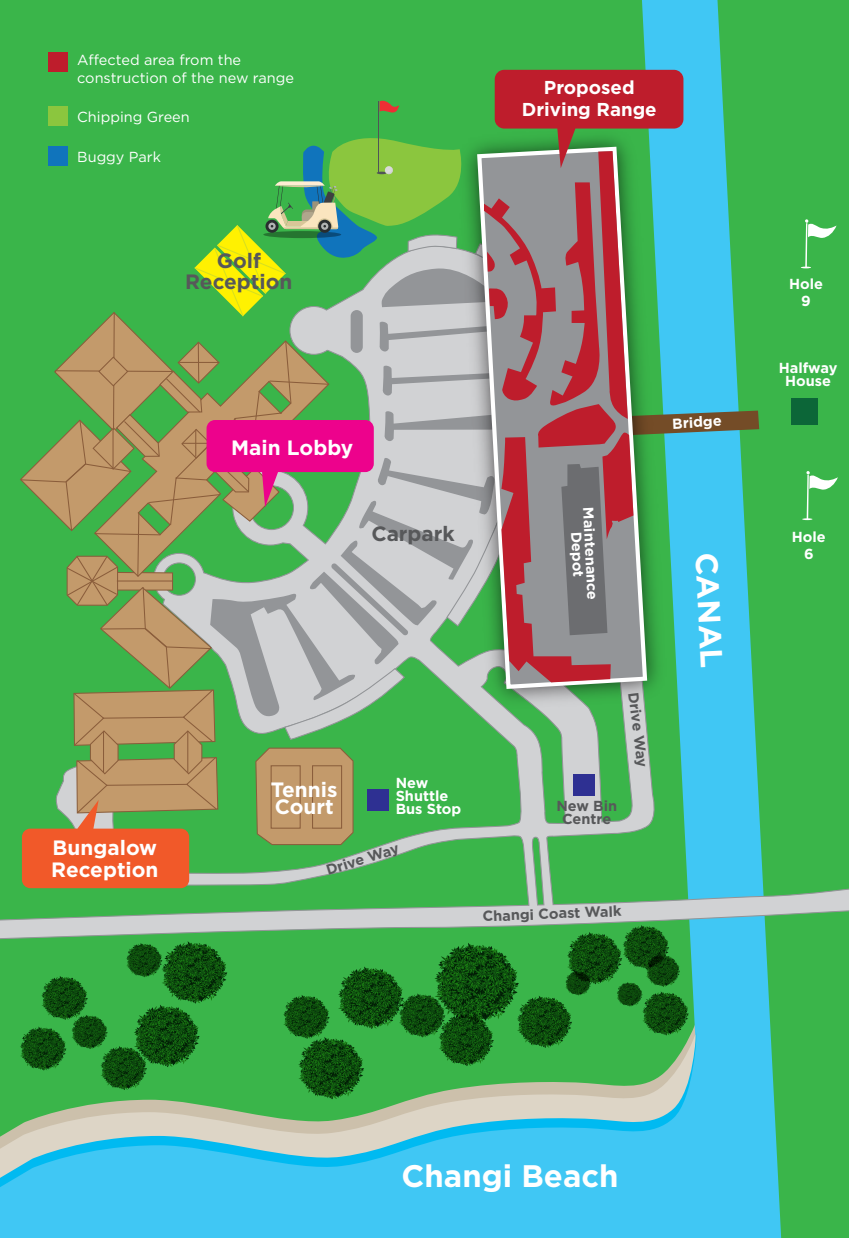 Affected area from the
construction of the new range
Chipping Green
Buggy Park
Proposed
Driving Range
Golf
Reception
Hole
9
Halfway
House
Bridge
Main Lobby
Carpark
Maintenance
Depot
Hole
6
CANAL
Drive Way
New
Shuttle
Bus Stop
Tennis
Court
New Bin
Centre
Bungalow
Reception
Drive Way
Changi Coast Walk
Changi Beach